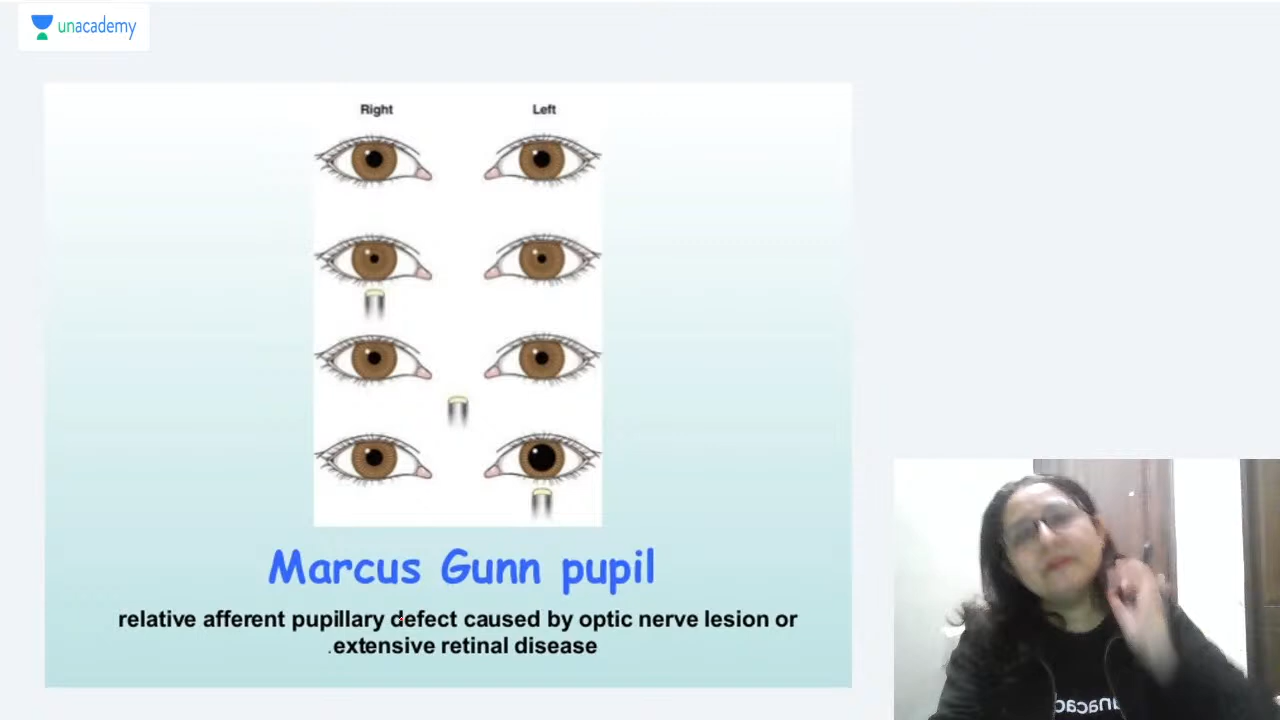 unacademy
Right Left
Marcus Gunn pupil
relative afferent pupillary defect caused by optic nerve lesion or
.extensive retinal disease